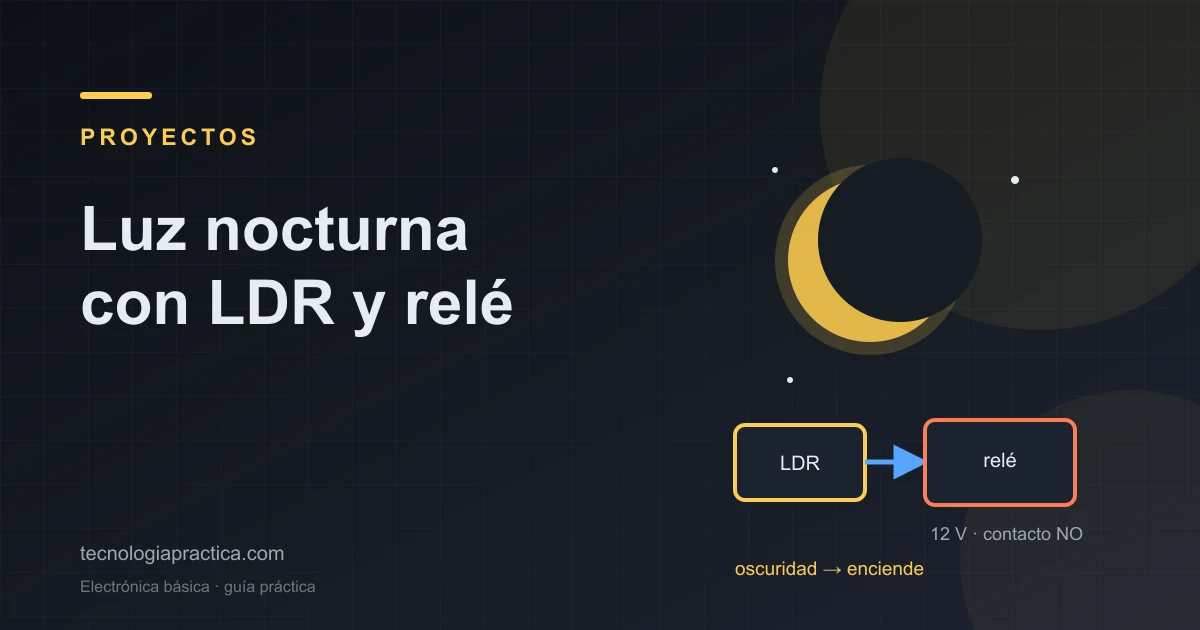 PROYECTOS
Luz nocturna
con LDR y relé
LDR
relé
12 V · contacto NO
oscuridad → enciende
tecnologiapractica.com
Electrónica básica · guía práctica